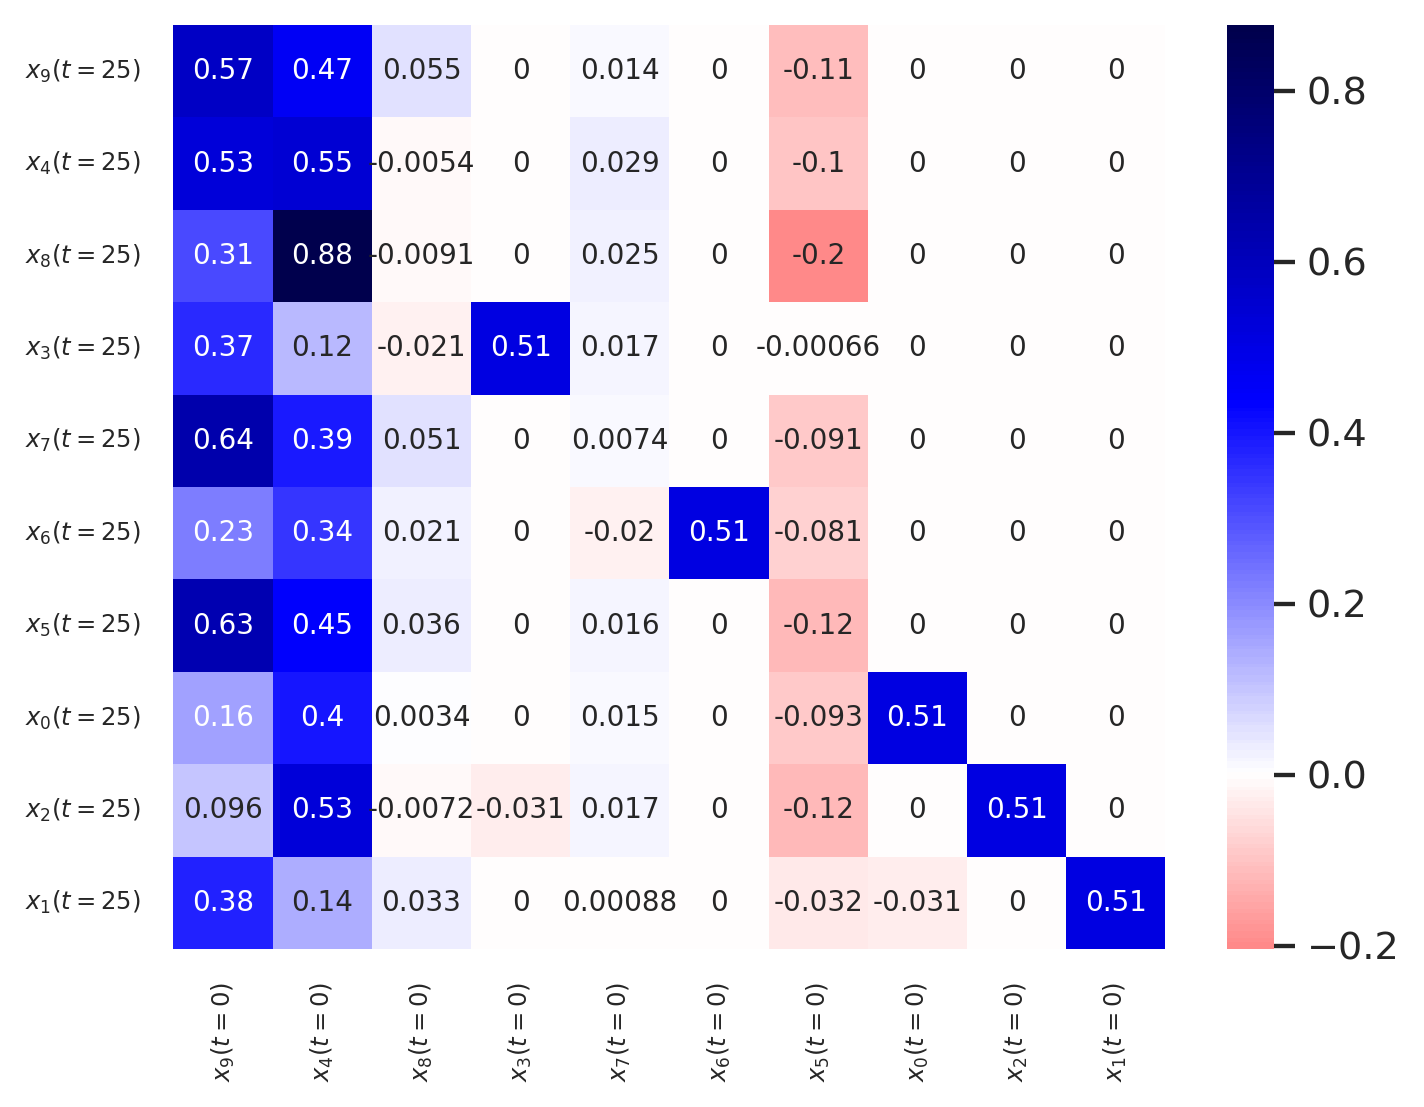 x₉(t = 25) 0.57 0.47 0.055 0 0.014 0 -0.11 0 0 0
x₄(t = 25) 0.53 0.55 -0.0054 0 0.029 0 -0.1 0 0 0
x₈(t = 25) 0.31 0.88 -0.0091 0 0.025 0 -0.2 0 0 0
x₃(t = 25) 0.37 0.12 -0.021 0.51 0.017 0 -0.00066 0 0 0
x₇(t = 25) 0.64 0.39 0.051 0 0.0074 0 -0.091 0 0 0
x₆(t = 25) 0.23 0.34 0.021 0 -0.02 0.51 -0.081 0 0 0
x₅(t = 25) 0.63 0.45 0.036 0 0.016 0 -0.12 0 0 0
x₀(t = 25) 0.16 0.4 0.0034 0 0.015 0 -0.093 0.51 0 0
x₂(t = 25) 0.096 0.53 -0.0072 -0.031 0.017 0 -0.12 0 0.51 0
x₁(t = 25) 0.38 0.14 0.033 0 0.00088 0 -0.032 -0.031 0 0.51
x₉(t = 0) x₄(t = 0) x₈(t = 0) x₃(t = 0) x₇(t = 0) x₆(t = 0) x₅(t = 0) x₀(t = 0) x₂(t = 0) x₁(t = 0)
0.8
0.6
0.4
0.2
0.0
−0.2